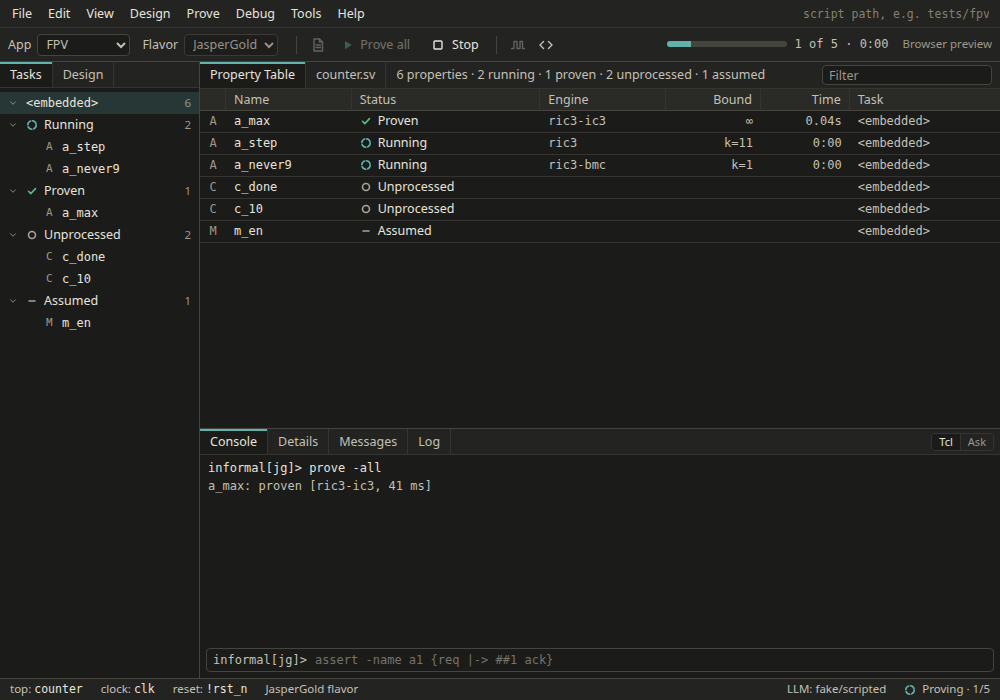 File Edit View Design Prove Debug Tools Help script path, e.g. tests/fpv
App FPV Flavor JasperGold Prove all Stop 1 of 5 · 0:00 Browser preview
Tasks Design
<embedded> 6
Running 2
A a_step
A a_never9
Proven 1
A a_max
Unprocessed 2
C c_done
C c_10
Assumed 1
M m_en
Property Table counter.sv 6 properties · 2 running · 1 proven · 2 unprocessed · 1 assumed Filter
Name Status Engine Bound Time Task
A a_max Proven ric3-ic3 ∞ 0.04s <embedded>
A a_step Running ric3 k=11 0:00 <embedded>
A a_never9 Running ric3-bmc k=1 0:00 <embedded>
C c_done Unprocessed <embedded>
C c_10 Unprocessed <embedded>
M m_en Assumed <embedded>
Console Details Messages Log Tcl Ask
informal[jg]> prove -all
a_max: proven [ric3-ic3, 41 ms]
informal[jg]> assert -name a1 {req |-> ##1 ack}
top: counter clock: clk reset: !rst_n JasperGold flavor LLM: fake/scripted Proving · 1/5